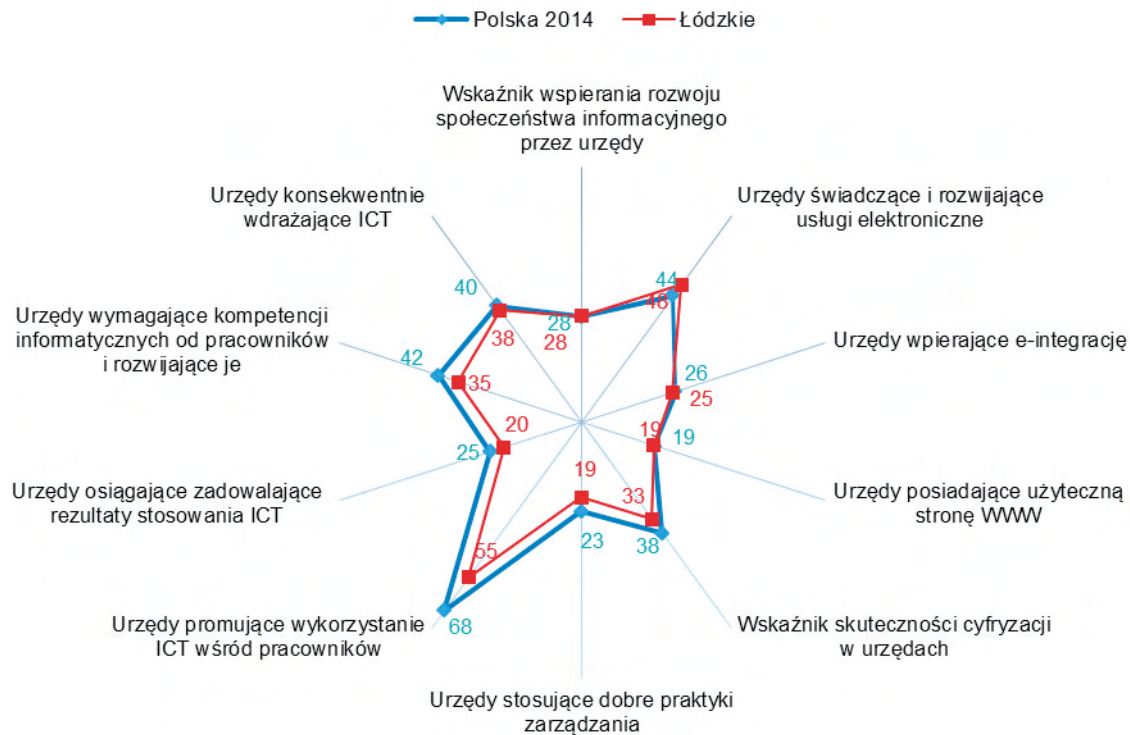 Polska 2014
Łódzkie
Wskaźnik wspierania rozwoju
społeczeństwa informacyjnego
przez urzędy
Urzędy świadczące i rozwijające
usługi elektroniczne
Urzędy wpierające e-integrację
Urzędy posiadające użyteczną
stronę WWW
Wskaźnik skuteczności cyfryzacji
w urzędach
Urzędy stosujące dobre praktyki
zarządzania
Urzędy promujące wykorzystanie
ICT wśród pracowników
Urzędy osiągające zadowalające
rezultaty stosowania ICT
Urzędy wymagające kompetencji
informatycznych od pracowników
i rozwijające je
Urzędy konsekwentnie
wdrażające ICT
28
28
44
48
26
25
19
19
33
38
19
23
55
68
20
25
42
35
40
38